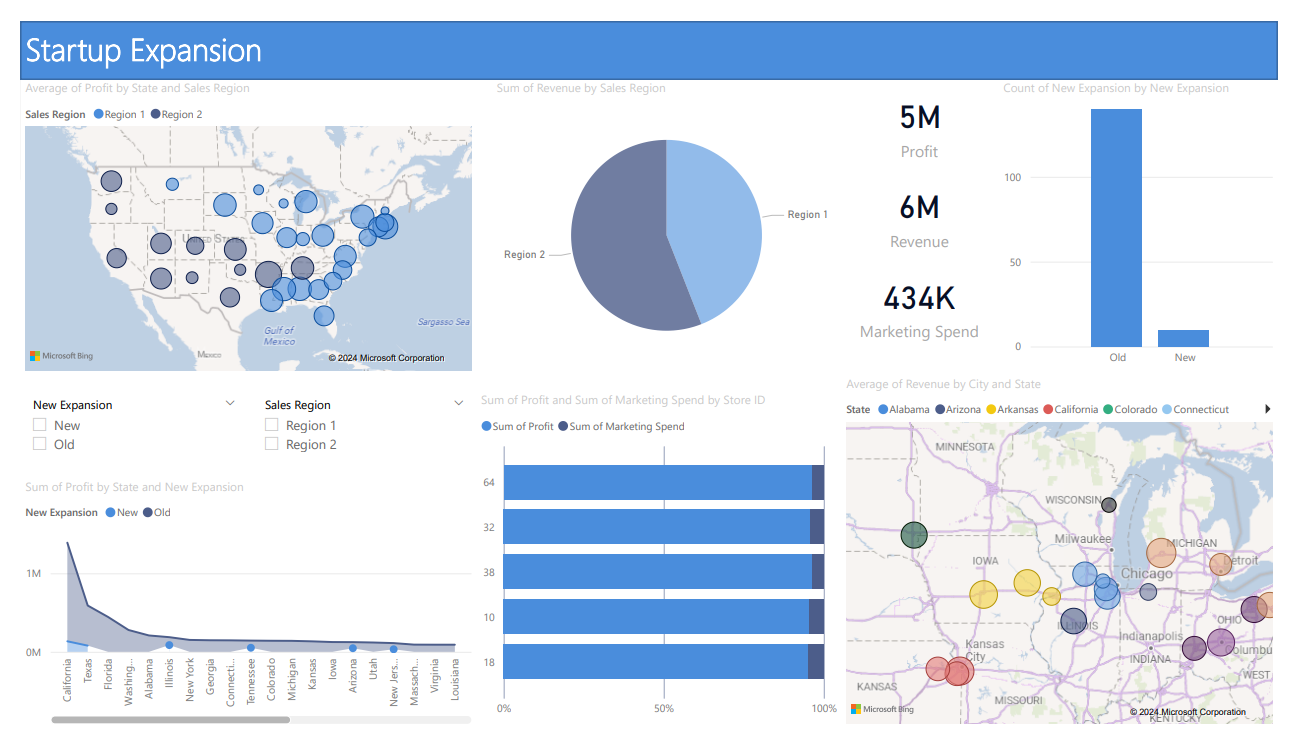 Startup Expansion
Average of Profit by State and Sales Region
Sales Region Region 1 Region 2
United States
Gulf of
Mexico
Sargasso Sea
Mexico
Microsoft Bing
© 2024 Microsoft Corporation
Sum of Revenue by Sales Region
Region 1
Region 2
5M
Profit
6M
Revenue
434K
Marketing Spend
Count of New Expansion by New Expansion
100
50
0
Old New
New Expansion
New
Old
Sales Region
Region 1
Region 2
Sum of Profit by State and New Expansion
New Expansion New Old
1M
0M
California
Texas
Florida
Washing...
Alabama
Illinois
New York
Georgia
Connecti...
Tennessee
Colorado
Michigan
Kansas
Iowa
Arizona
Utah
New Jers...
Massach...
Virginia
Louisiana
Sum of Profit and Sum of Marketing Spend by Store ID
Sum of Profit Sum of Marketing Spend
64
32
38
10
18
0% 50% 100%
Average of Revenue by City and State
State Alabama Arizona Arkansas California Colorado Connecticut
MINNESOTA
WISCONSIN
Milwaukee
MICHIGAN
IOWA
Chicago
Detroit
ILLINOIS
OHIO
Indianapolis
Columbu
INDIANA
Kansas
City
WEST
KANSAS
MISSOURI
Microsoft Bing
© 2024 Microsoft Corporation
KENTUCKY